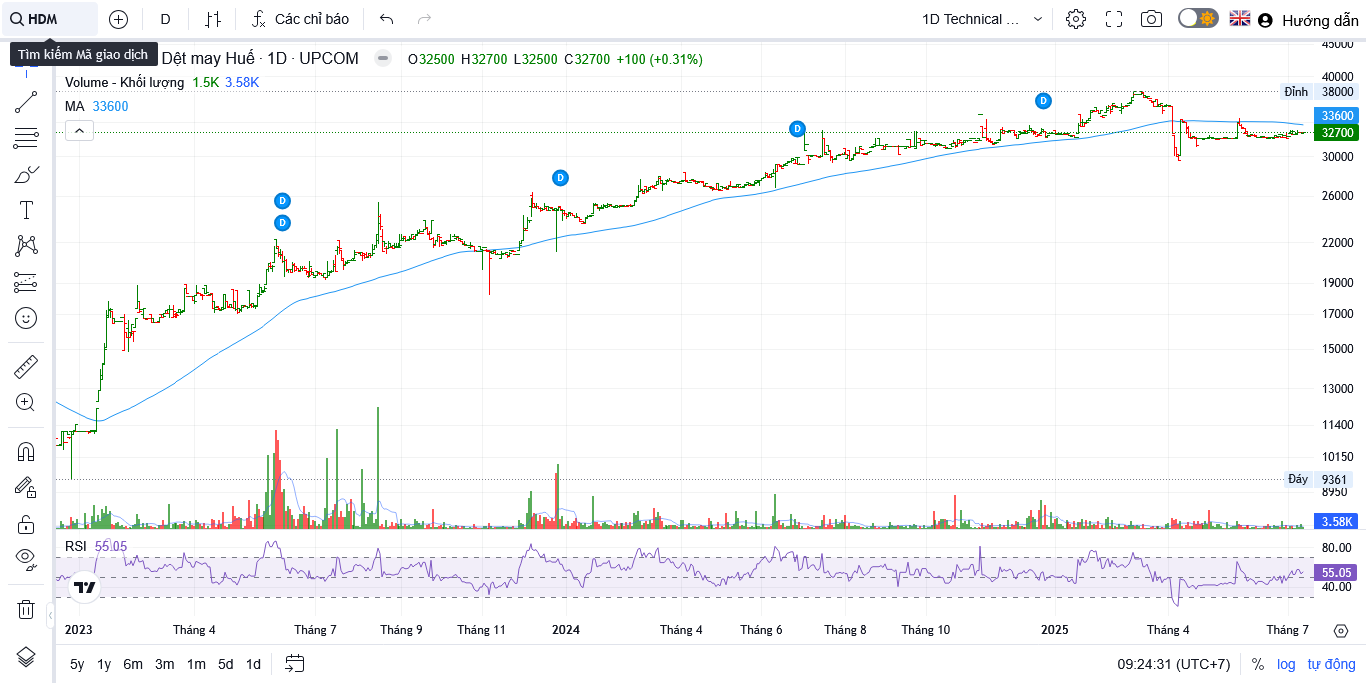 HDM
D
Các chỉ báo
1D Technical ...
Hướng dẫn
Tìm kiếm Mã giao dịch
Dệt may Huế · 1D · UPCOM
O32500 H32700 L32500 C32700 +100 (+0.31%)
Volume - Khối lượng 1.5K 3.58K
MA 33600
D
D
D
D
D
45000
40000
Đỉnh 38000
33600
32700
30000
26000
22000
19000
17000
15000
13000
11400
10150
Đáy 9361
8950
3.58K
RSI 55.05
80.00
55.05
40.00
2023 Tháng 4 Tháng 7 Tháng 9 Tháng 11 2024 Tháng 4 Tháng 6 Tháng 8 Tháng 10 2025 Tháng 4 Tháng 7
5y 1y 6m 3m 1m 5d 1d
09:24:31 (UTC+7) % log tự động